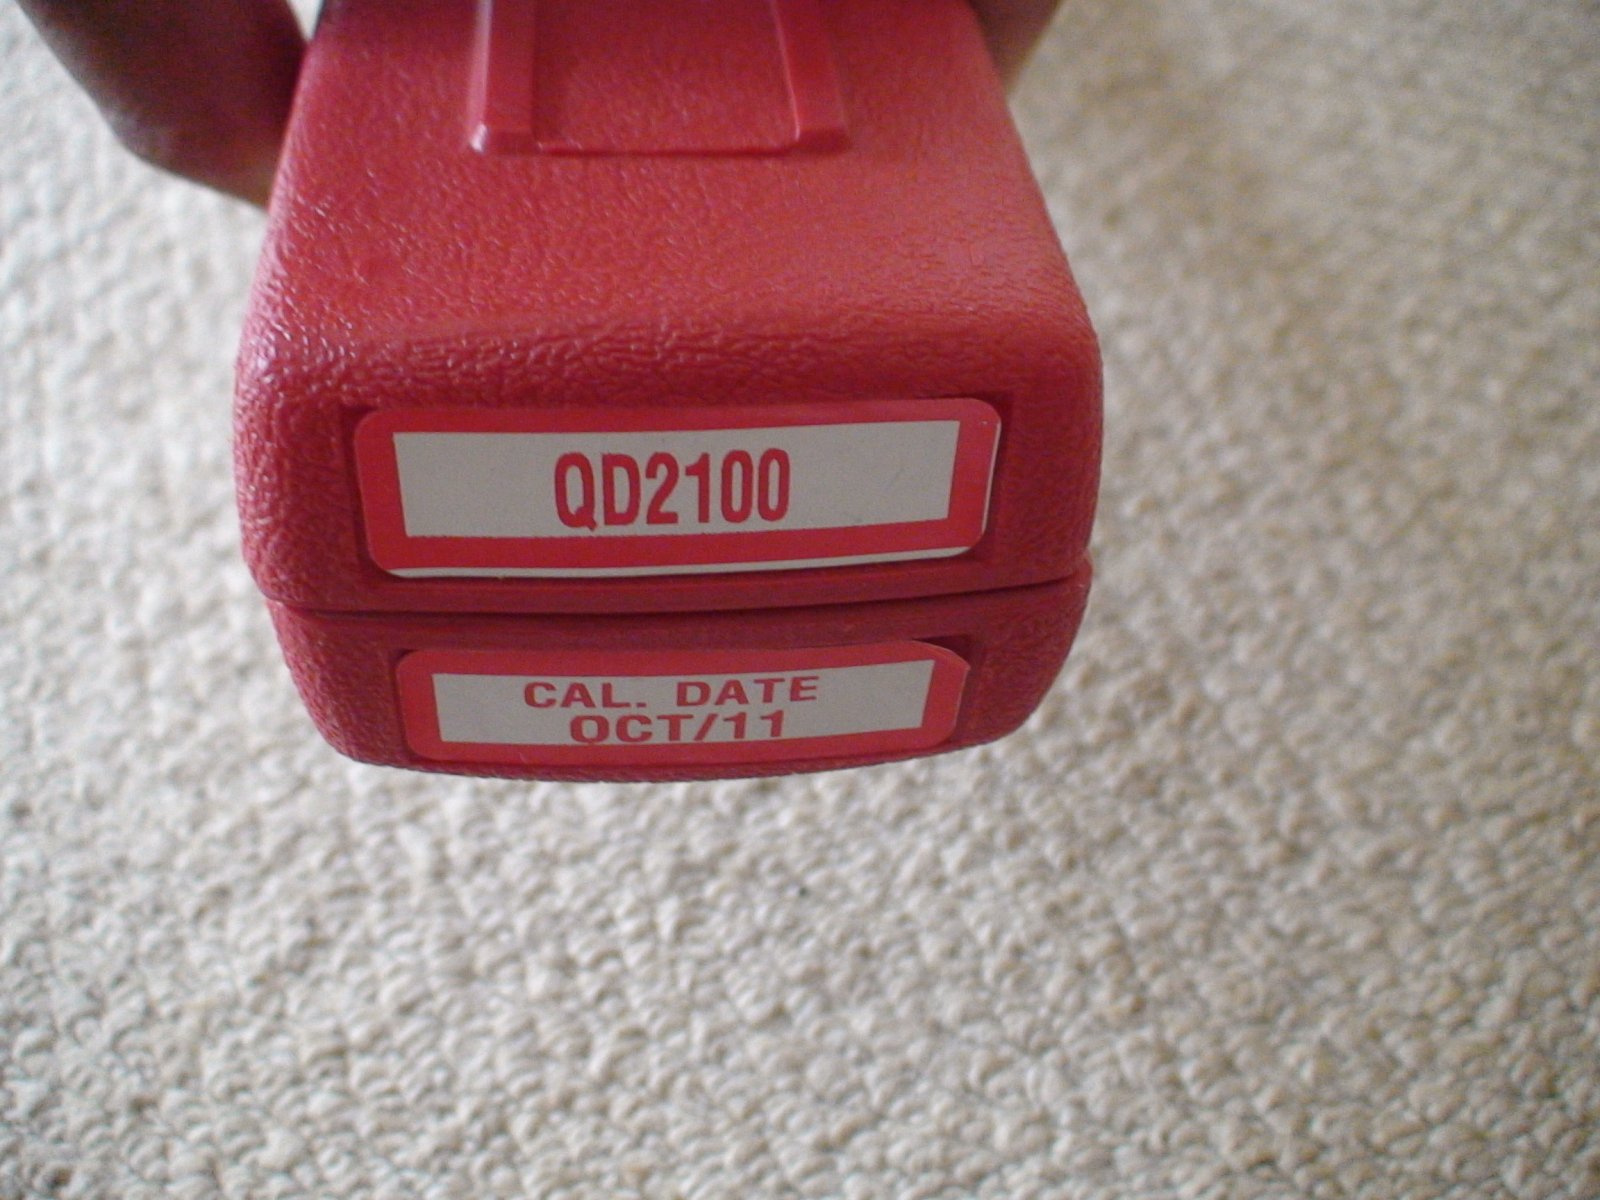 QD2100
CAL. DATE
OCT/11